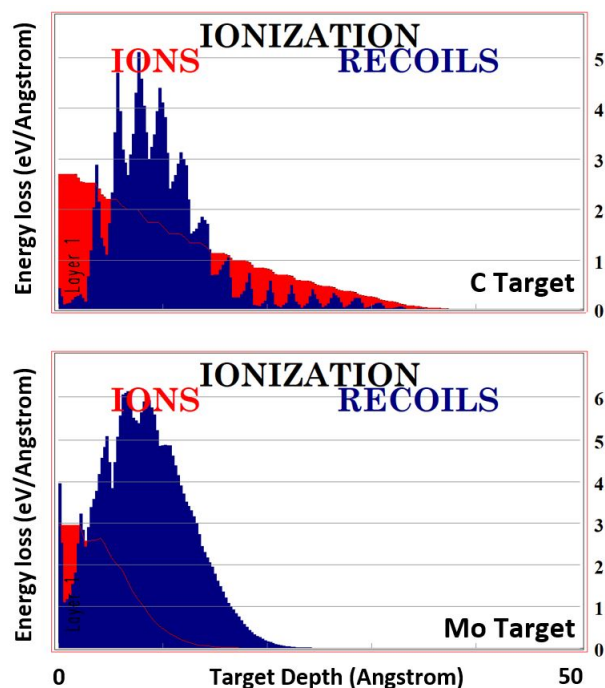 IONIZATION
IONS RECOILS
5
4
3
2
1
0
Energy loss (eV/Angstrom)
Layer 1
C Target
IONIZATION
IONS RECOILS
6
5
4
3
2
1
0
Energy loss (eV/Angstrom)
Layer 1
Mo Target
0 Target Depth (Angstrom) 50